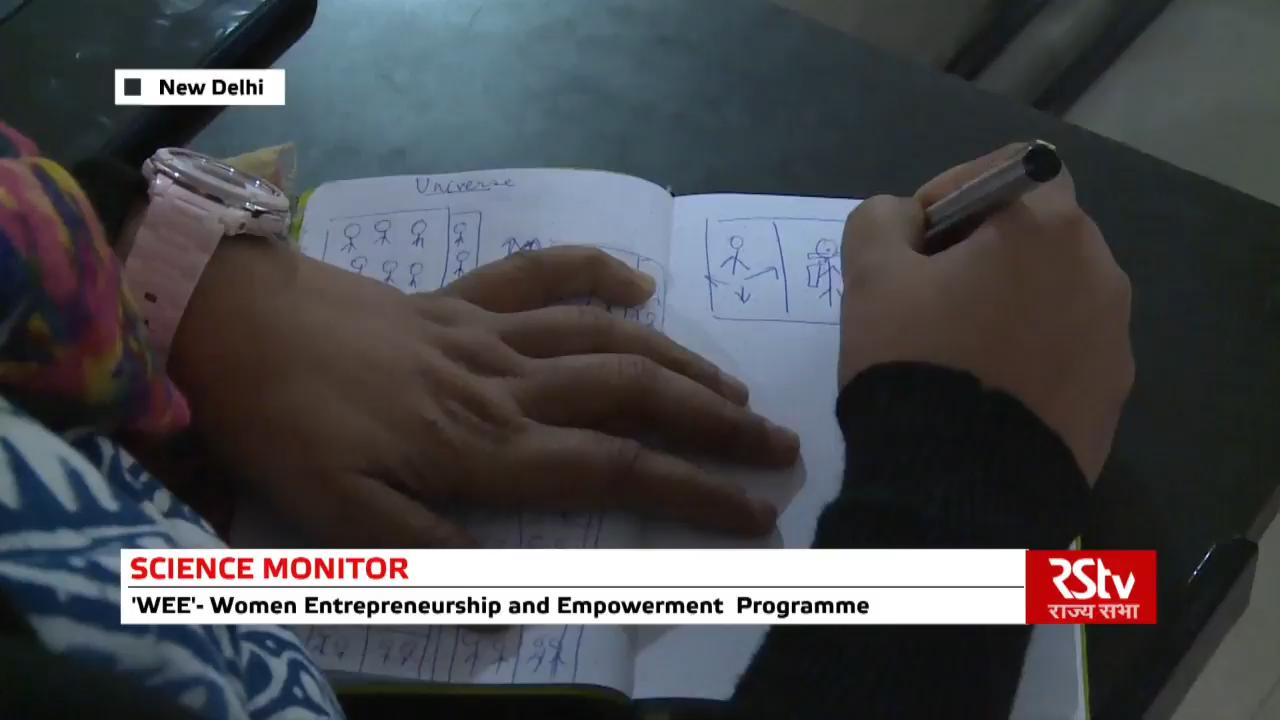 New Delhi
Universe
SCIENCE MONITOR
'WEE'- Women Entrepreneurship and Empowerment Programme
RSTV
राज्य सभा